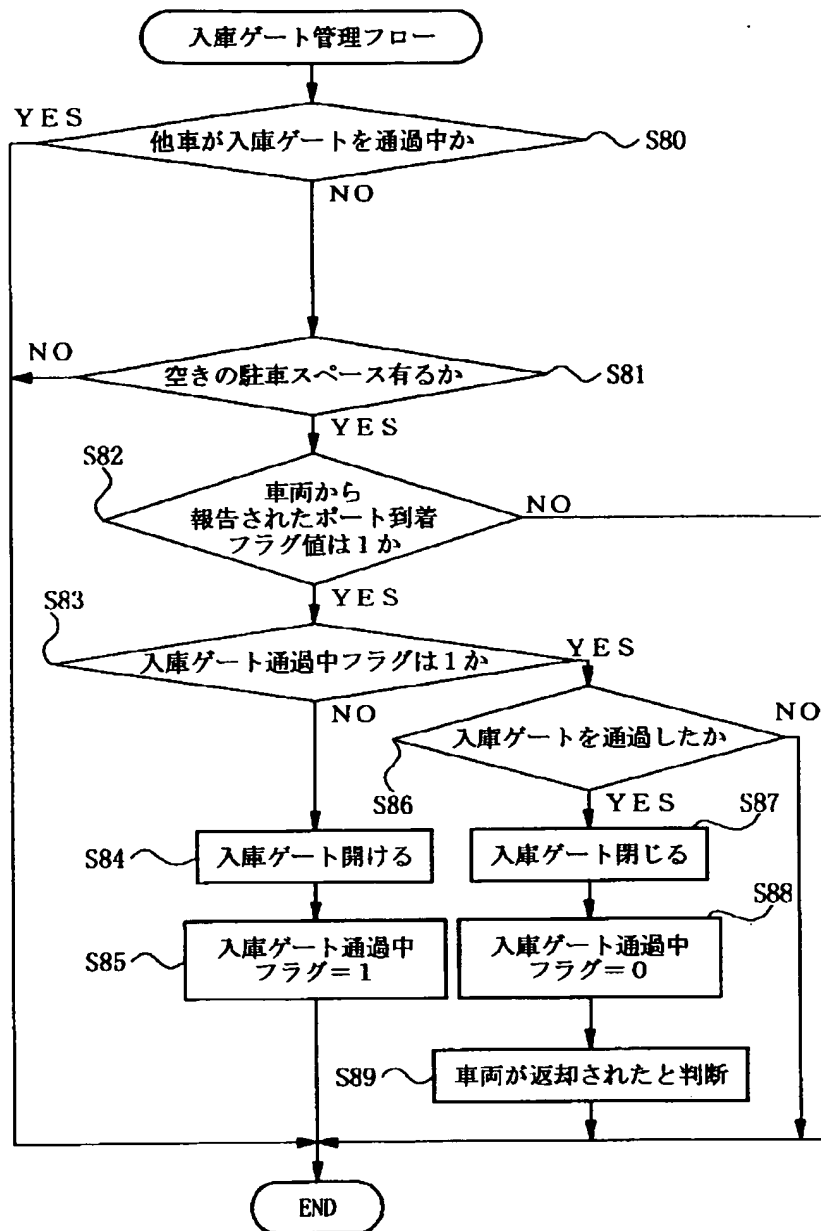 入庫ゲート管理フロー
YES
他車が入庫ゲートを通過中か
S80
NO
NO
空きの駐車スペース有るか
S81
YES
S82
車両から
報告されたポート到着
フラグ値は1か
NO
YES
S83
入庫ゲート通過中フラグは1か
YES
NO
入庫ゲートを通過したか
NO
S86
YES
S87
S84
入庫ゲート開ける
入庫ゲート閉じる
S88
S85
入庫ゲート通過中
フラグ=1
入庫ゲート通過中
フラグ=0
S89
車両が返却されたと判断
END